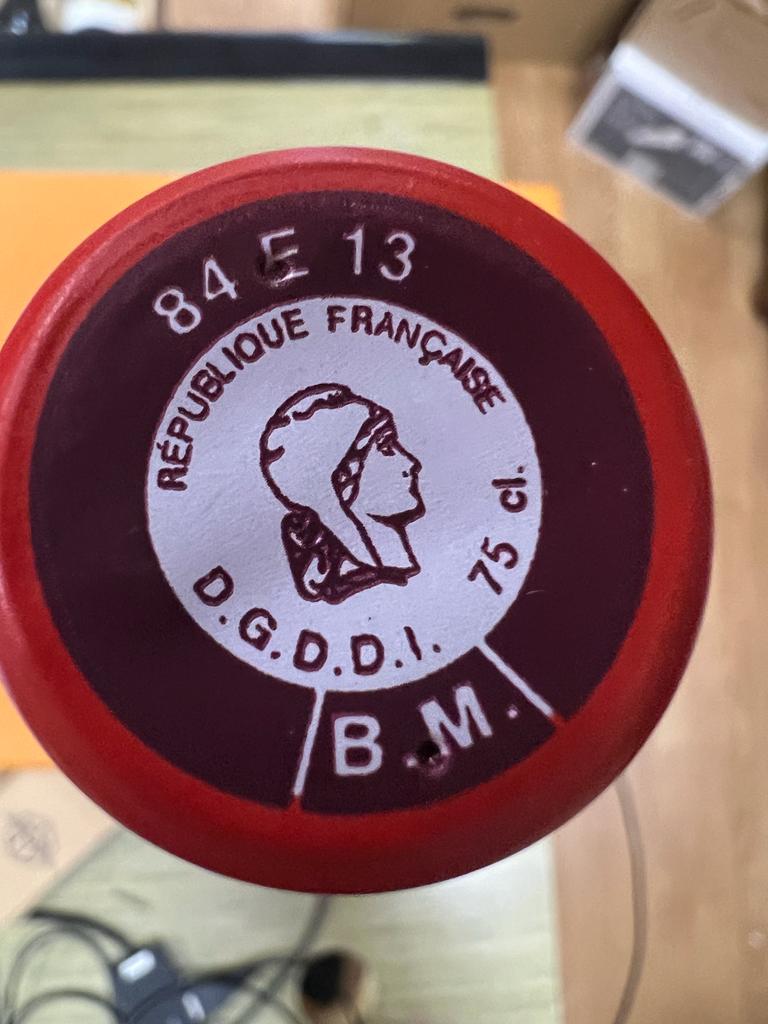 84 E 13
RÉPUBLIQUE FRANÇAISE
75 cl.
D.G.D.D.I.
B.M.